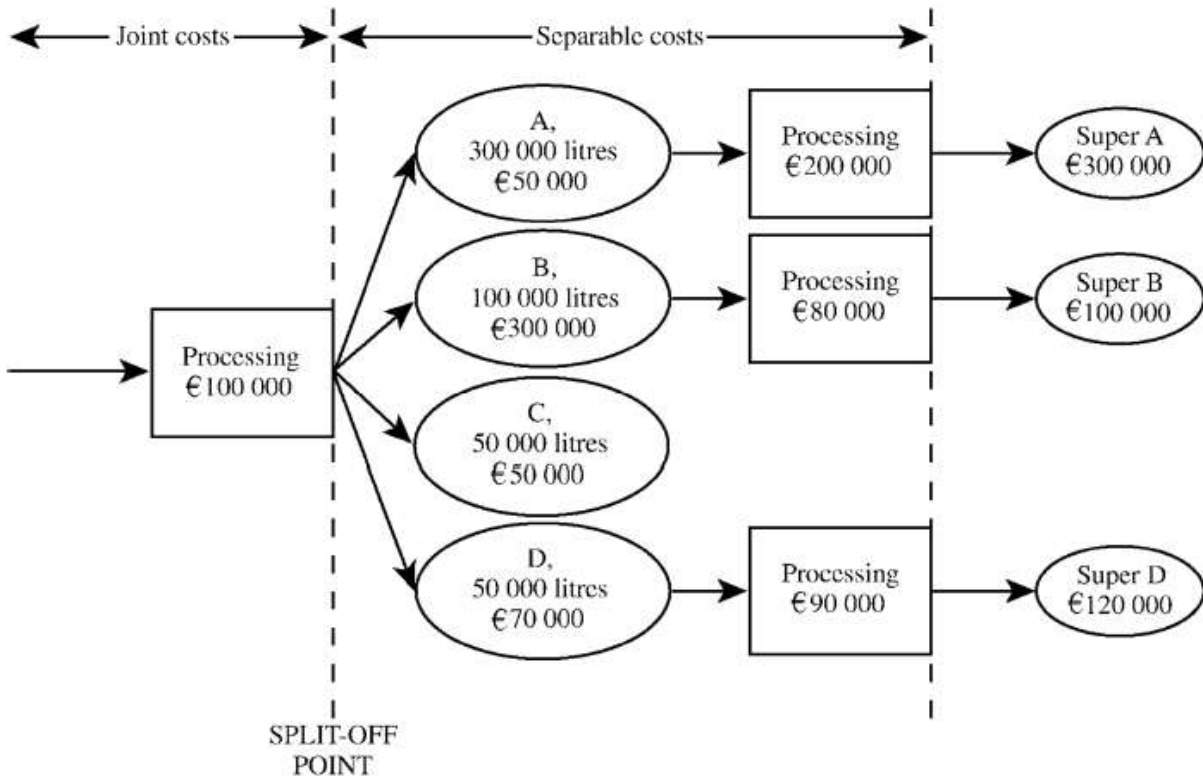 Joint costs
Separable costs
A,
300 000 litres
€50 000
Processing
€200 000
Super A
€300 000
B,
100 000 litres
€300 000
Processing
€80 000
Super B
€100 000
Processing
€100 000
C,
50 000 litres
€50 000
D,
50 000 litres
€70 000
Processing
€90 000
Super D
€120 000
SPLIT-OFF
POINT